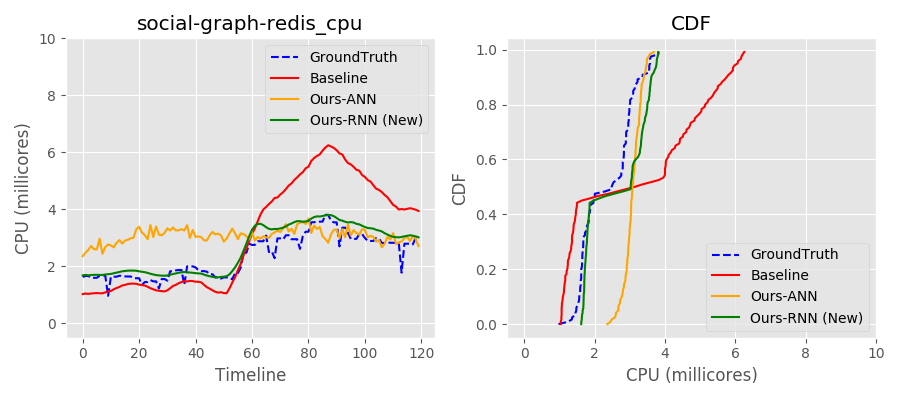 social-graph-redis_cpu
CPU (millicores)
10
8
6
4
2
0
GroundTruth
Baseline
Ours-ANN
Ours-RNN (New)
0 20 40 60 80 100 120
Timeline
CDF
CDF
1.0
0.8
0.6
0.4
0.2
0.0
GroundTruth
Baseline
Ours-ANN
Ours-RNN (New)
0 2 4 6 8 10
CPU (millicores)